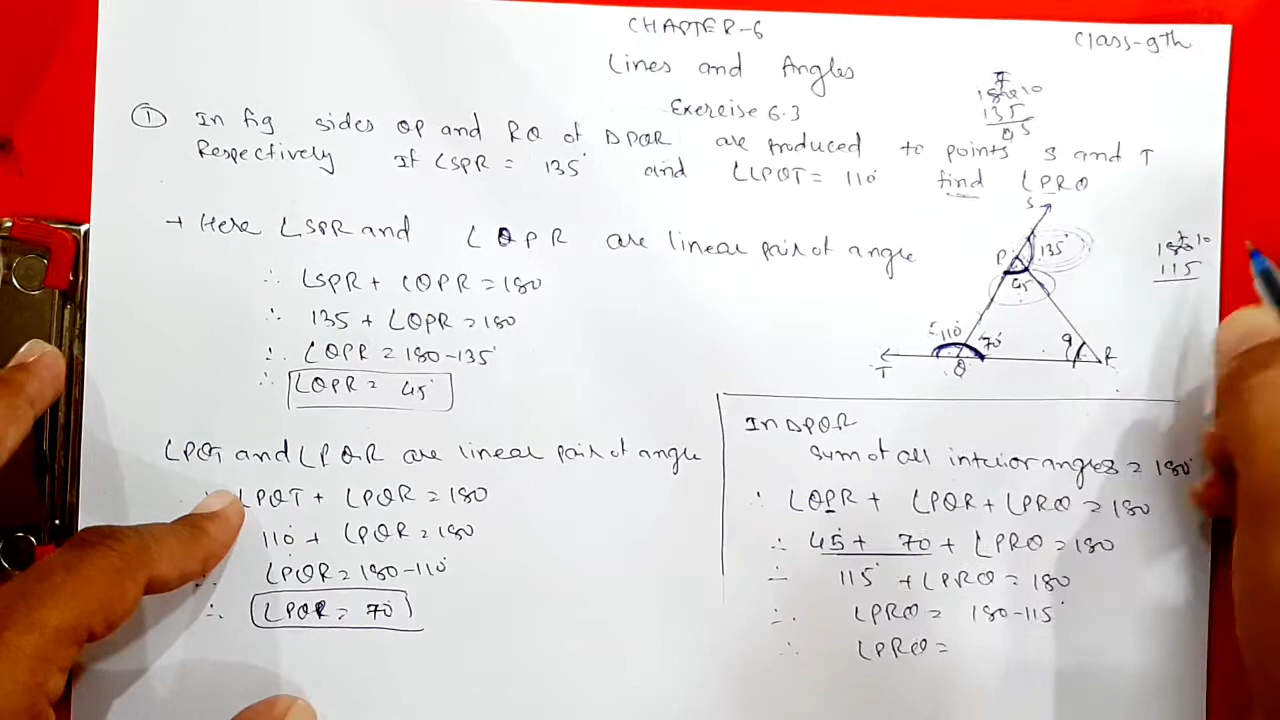 CHAPTER-6
Class-9th
Lines and Angles
Exercise 6.3
① In fig sides QP and RQ of ΔPQR are produced to points S and T
Respectively If ∠SPR = 135° and ∠∠PQT = 110° find ∠PRQ
135
45
→ Here ∠SPR and ∠QPR are linear pair of angle
∴ ∠SPR + ∠QPR = 180
∴ 135 + ∠QPR = 180
∴ ∠QPR = 180-135°
∴ ∠QPR = 45°
S
P
135°
45
110°
70°
T
Q
?
R
115
∠PQT and ∠PQR are linear pair of angle
∴ ∠PQT + ∠PQR = 180
110° + ∠PQR = 180
∠PQR = 180-110°
∴ ∠PQR = 70°
In ΔPQR
Sum of all interior angles = 180°
∴ ∠QPR + ∠PQR + ∠PRQ = 180
∴ 45° + 70° + ∠PRQ = 180
∴ 115° + ∠PRQ = 180
∴ ∠PRQ = 180-115°
∴ ∠PRQ =